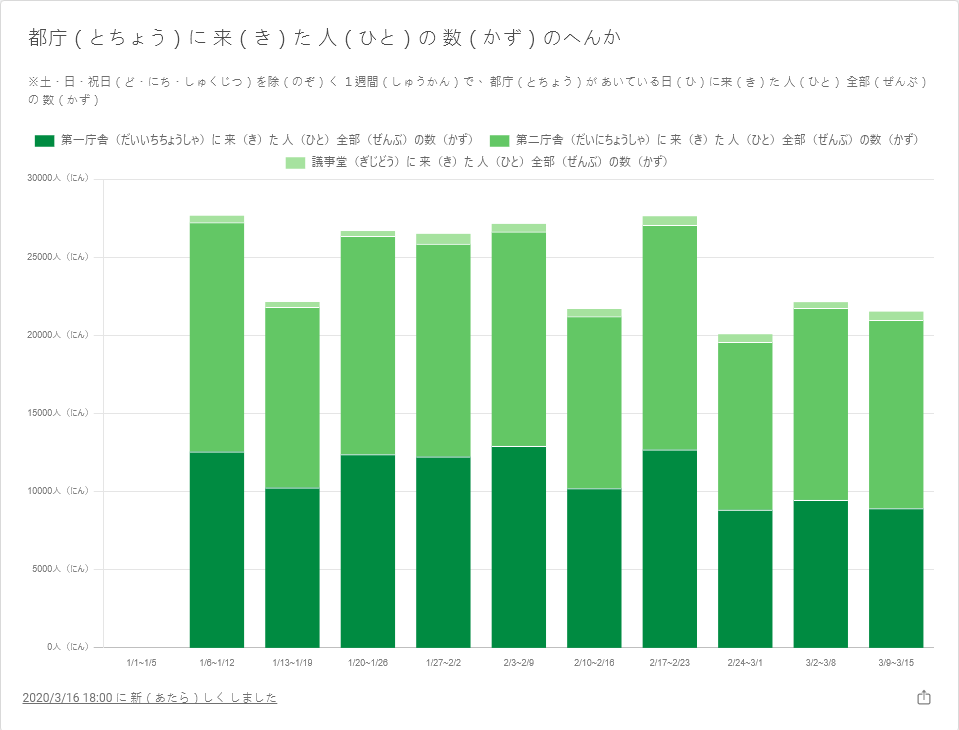 都庁 ( とちょう ) に 来 ( き ) た 人 ( ひと ) の 数 ( かず ) のへんか
※土・日・祝日 ( ど・にち・しゅくじつ ) を除 ( のぞ ) く １週間 ( しゅうかん ) で、 都庁 ( とちょう ) が あいている日 ( ひ ) に来 ( き ) た 人 ( ひと ) 全部 ( ぜんぶ )
の 数 ( かず )
第一庁舎（だいいちちょうしゃ）に 来（き）た 人（ひと）全部（ぜんぶ）の数（かず） 第二庁舎（だいにちょうしゃ）に 来（き）た 人（ひと）全部（ぜんぶ）の数（かず）
議事堂（ぎじどう）に 来（き）た 人（ひと）全部（ぜんぶ）の数（かず）
30000人（にん）
25000人（にん）
20000人（にん）
15000人（にん）
10000人（にん）
5000人（にん）
0人（にん）
1/1~1/5 1/6~1/12 1/13~1/19 1/20~1/26 1/27~2/2 2/3~2/9 2/10~2/16 2/17~2/23 2/24~3/1 3/2~3/8 3/9~3/15
2020/3/16 18:00 に 新 ( あたら ) しく しました